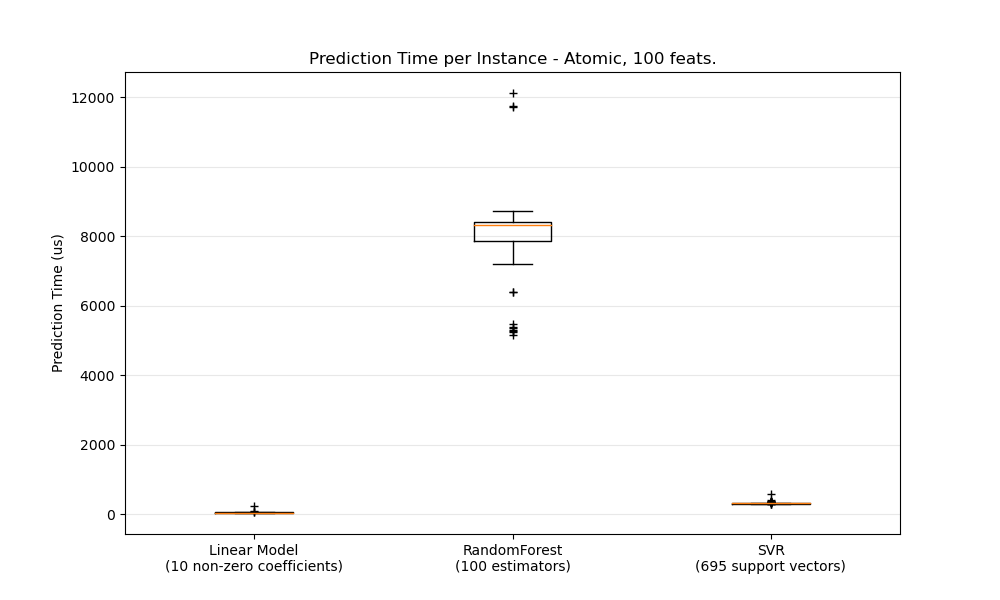 Prediction Time per Instance - Atomic, 100 feats.
12000
10000
8000
6000
4000
2000
0
Prediction Time (us)
Linear Model
(10 non-zero coefficients)
RandomForest
(100 estimators)
SVR
(695 support vectors)